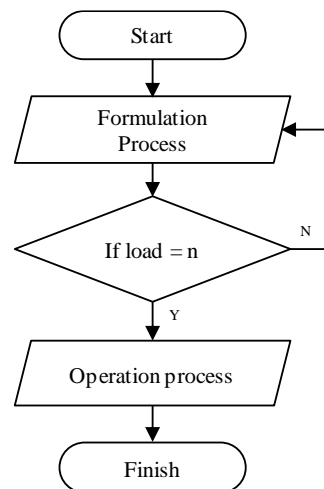 Start
Formulation
Process
If load = n
N
Y
Operation process
Finish